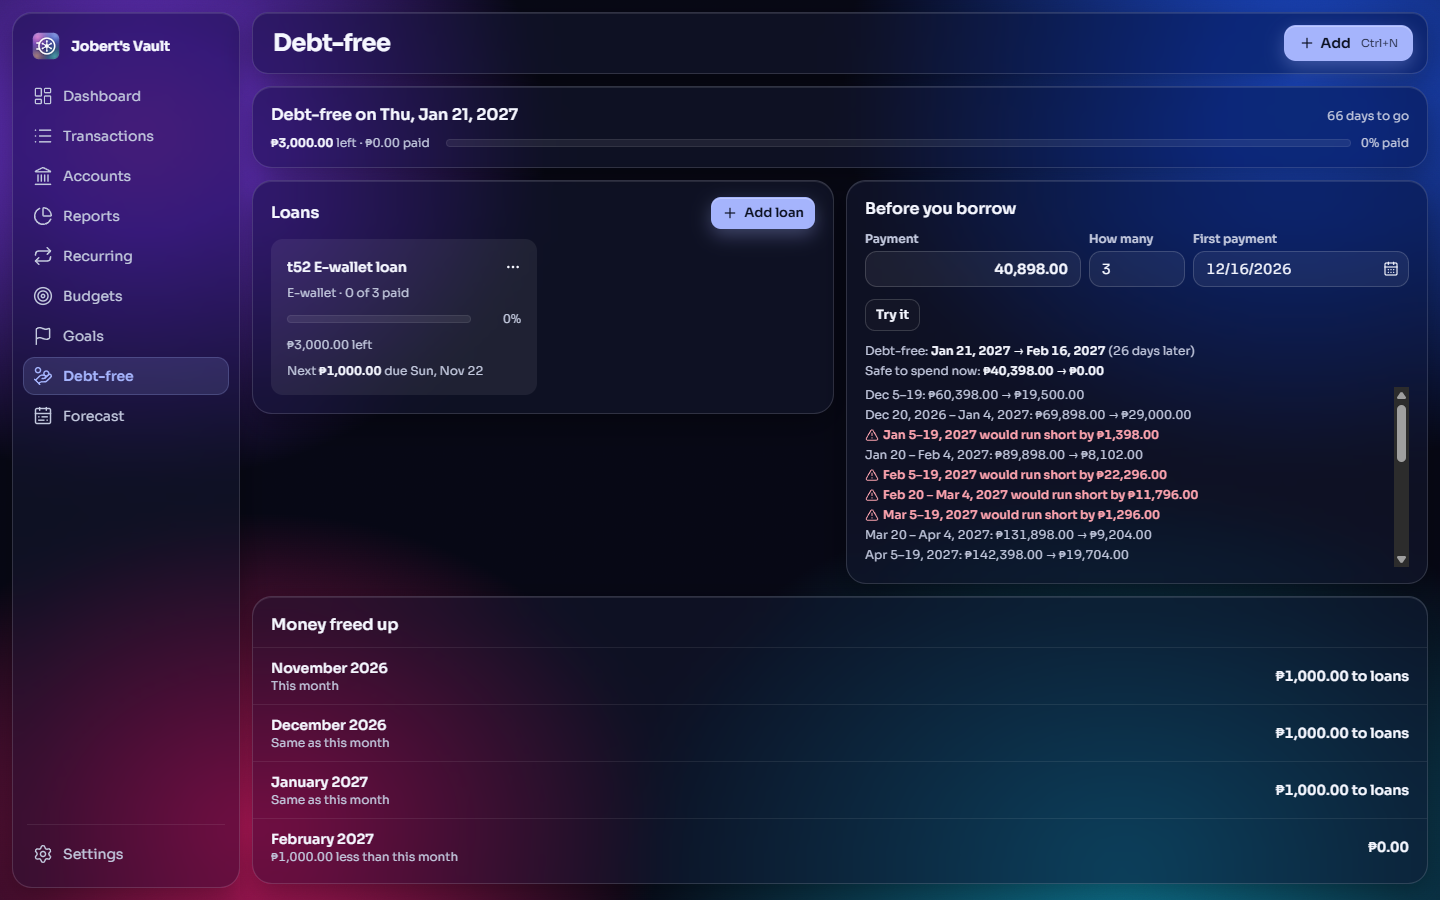 Jobert's Vault
Dashboard
Transactions
Accounts
Reports
Recurring
Budgets
Goals
Debt-free
Forecast
Settings
Debt-free
+ Add Ctrl+N
Debt-free on Thu, Jan 21, 2027
66 days to go
₱3,000.00 left · ₱0.00 paid
0% paid
Loans
+ Add loan
t52 E-wallet loan
E-wallet · 0 of 3 paid
0%
₱3,000.00 left
Next ₱1,000.00 due Sun, Nov 22
Before you borrow
Payment How many First payment
40,898.00 3 12/16/2026
Try it
Debt-free: Jan 21, 2027 → Feb 16, 2027 (26 days later)
Safe to spend now: ₱40,398.00 → ₱0.00
Dec 5–19: ₱60,398.00 → ₱19,500.00
Dec 20, 2026 – Jan 4, 2027: ₱69,898.00 → ₱29,000.00
Jan 5–19, 2027 would run short by ₱1,398.00
Jan 20 – Feb 4, 2027: ₱89,898.00 → ₱8,102.00
Feb 5–19, 2027 would run short by ₱22,296.00
Feb 20 – Mar 4, 2027 would run short by ₱11,796.00
Mar 5–19, 2027 would run short by ₱1,296.00
Mar 20 – Apr 4, 2027: ₱131,898.00 → ₱9,204.00
Apr 5–19, 2027: ₱142,398.00 → ₱19,704.00
Money freed up
November 2026
This month
₱1,000.00 to loans
December 2026
Same as this month
₱1,000.00 to loans
January 2027
Same as this month
₱1,000.00 to loans
February 2027
₱1,000.00 less than this month
₱0.00